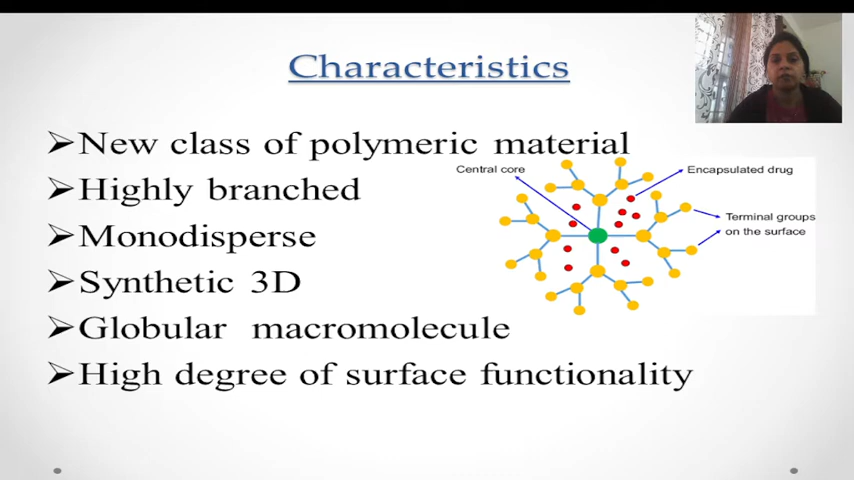 Characteristics
➢New class of polymeric material
Central core
Encapsulated drug
➢Highly branched
Terminal groups
on the surface
➢Monodisperse
➢Synthetic 3D
➢Globular macromolecule
➢High degree of surface functionality